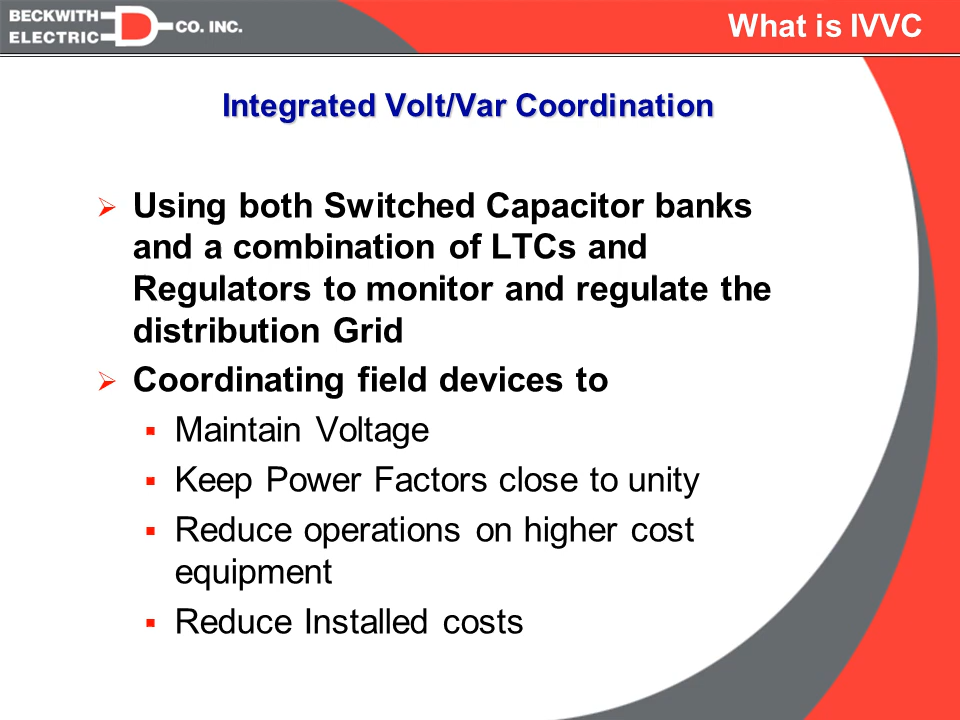 BECKWITH
ELECTRIC CO. INC.
What is IVVC
Integrated Volt/Var Coordination
Using both Switched Capacitor banks
and a combination of LTCs and
Regulators to monitor and regulate the
distribution Grid
Coordinating field devices to
Maintain Voltage
Keep Power Factors close to unity
Reduce operations on higher cost
equipment
Reduce Installed costs